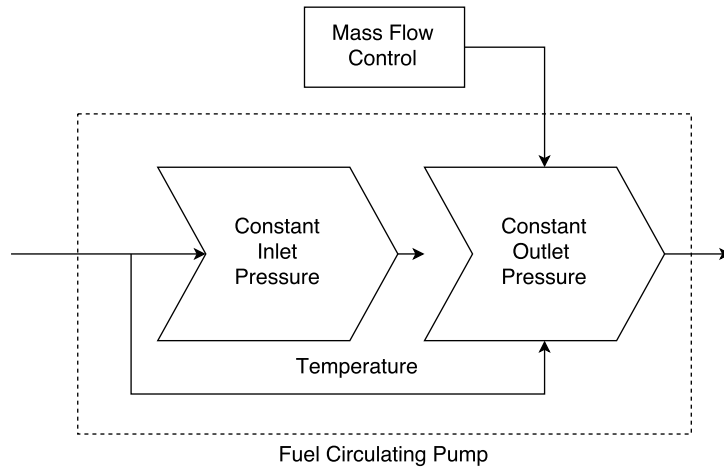 Mass Flow
Control
Constant
Inlet
Pressure
Constant
Outlet
Pressure
Temperature
Fuel Circulating Pump